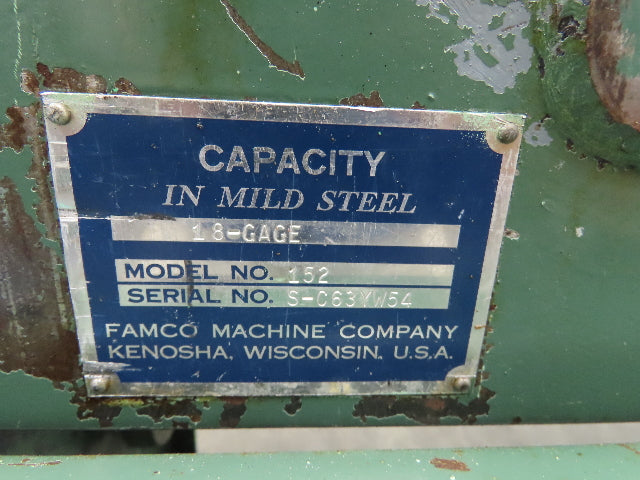 CAPACITY
IN MILD STEEL
18-GAGE
MODEL NO. 152
SERIAL NO. S-C63YW54
FAMCO MACHINE COMPANY
KENOSHA, WISCONSIN, U.S.A.